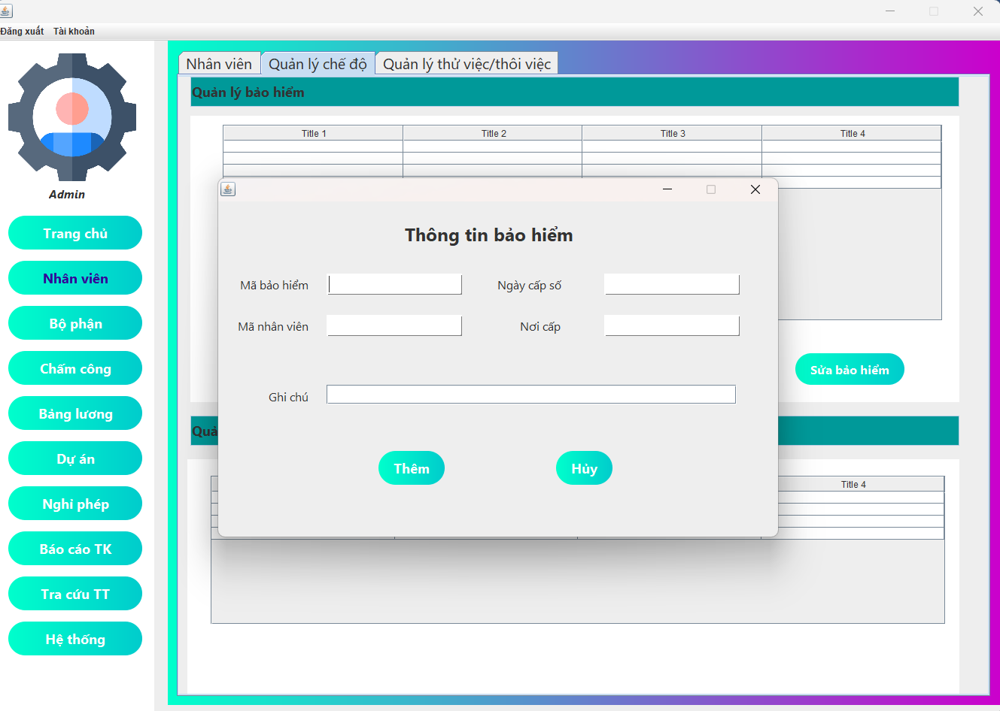 Đăng xuất Tài khoản
Admin
Trang chủ
Nhân viên
Bộ phận
Chấm công
Bảng lương
Dự án
Nghỉ phép
Báo cáo TK
Tra cứu TT
Hệ thống
Nhân viên Quản lý chế độ Quản lý thử việc/thôi việc
Quản lý bảo hiểm
Title 1 Title 2 Title 3 Title 4
Thông tin bảo hiểm
Mã bảo hiểm Ngày cấp số
Mã nhân viên Nơi cấp
Ghi chú
Thêm Hủy
Sửa bảo hiểm
Title 4